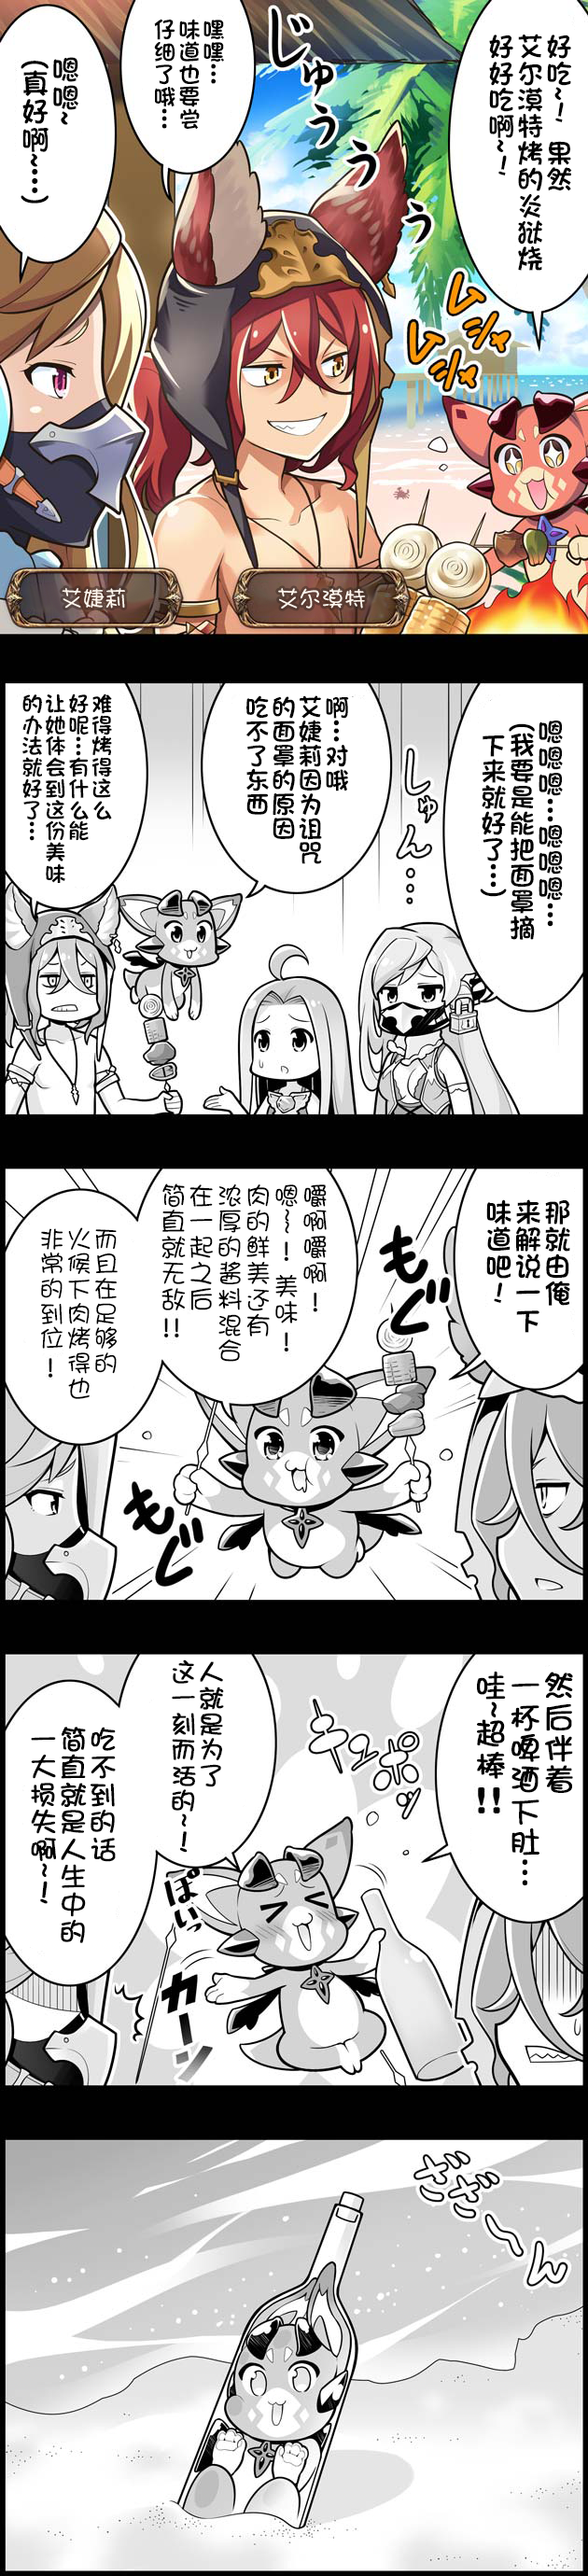 好吃~！果然
艾尔漠特烤的炎狱烧
好好吃啊~！
じゅうぅぅ
嘿嘿…
味道也要尝
仔细了哦…
嗯嗯~
(真好啊~……)
ムシャ
ムシャ
艾婕莉
艾尔漠特
嗯嗯嗯…嗯嗯嗯…
(我要是能把面罩摘
下来就好了…)
しゅん…
啊…对哦
艾婕莉因为诅咒
的面罩的原因
吃不了东西
难得烤得这么
好呢…有什么能
让她体会到这份美味
的办法就好了…
那就由俺
来解说一下
味道吧！
もぐ
嚼啊嚼啊！
嗯~！美味！
肉的鲜美还有
浓厚的酱料混合
在一起之后
简直就无敌!!
而且在足够的
火候下肉烤得也
非常的到位！
もぐ
然后伴着
一杯啤酒下肚…
哇~超棒!!
キュポッ
人就是为了
这一刻而活的~！
ぽいっ
カーン
吃不到的话
简直就是人生中的
一大损失啊~！
ざざ~ん